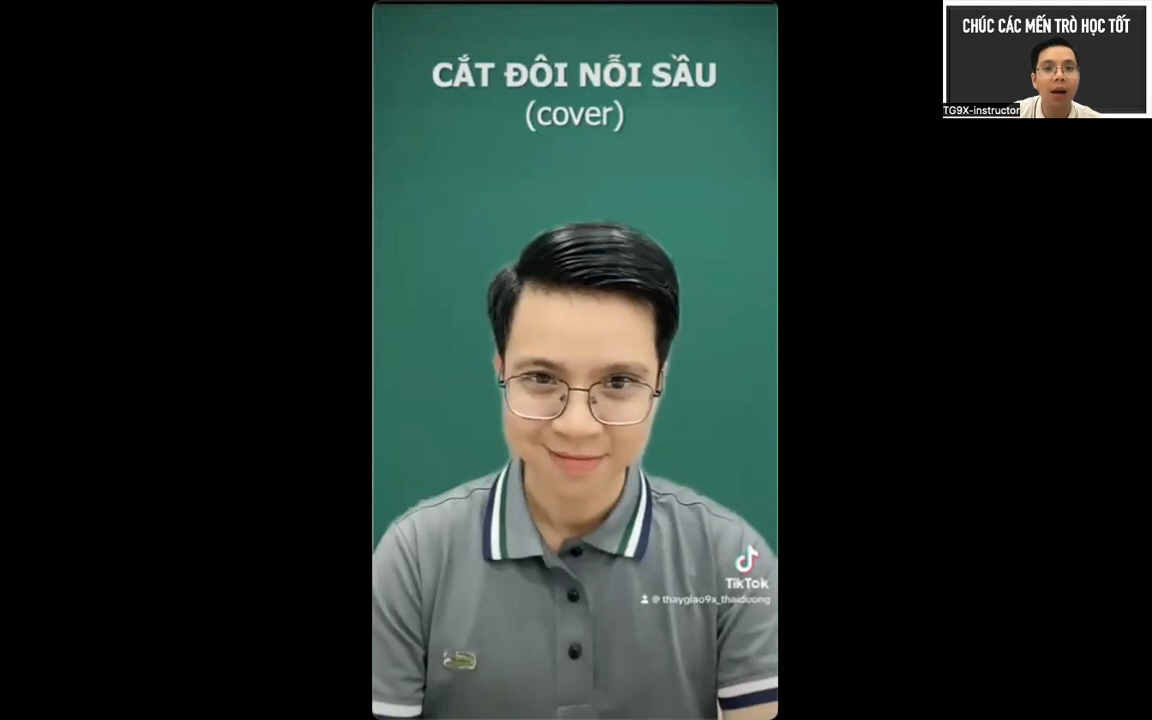 CẮT ĐÔI NỖI SẦU
(cover)
CHÚC CÁC MẾN TRÒ HỌC TỐT
TG9X-instructor
TikTok
@ thaygiao9x_thaiduong